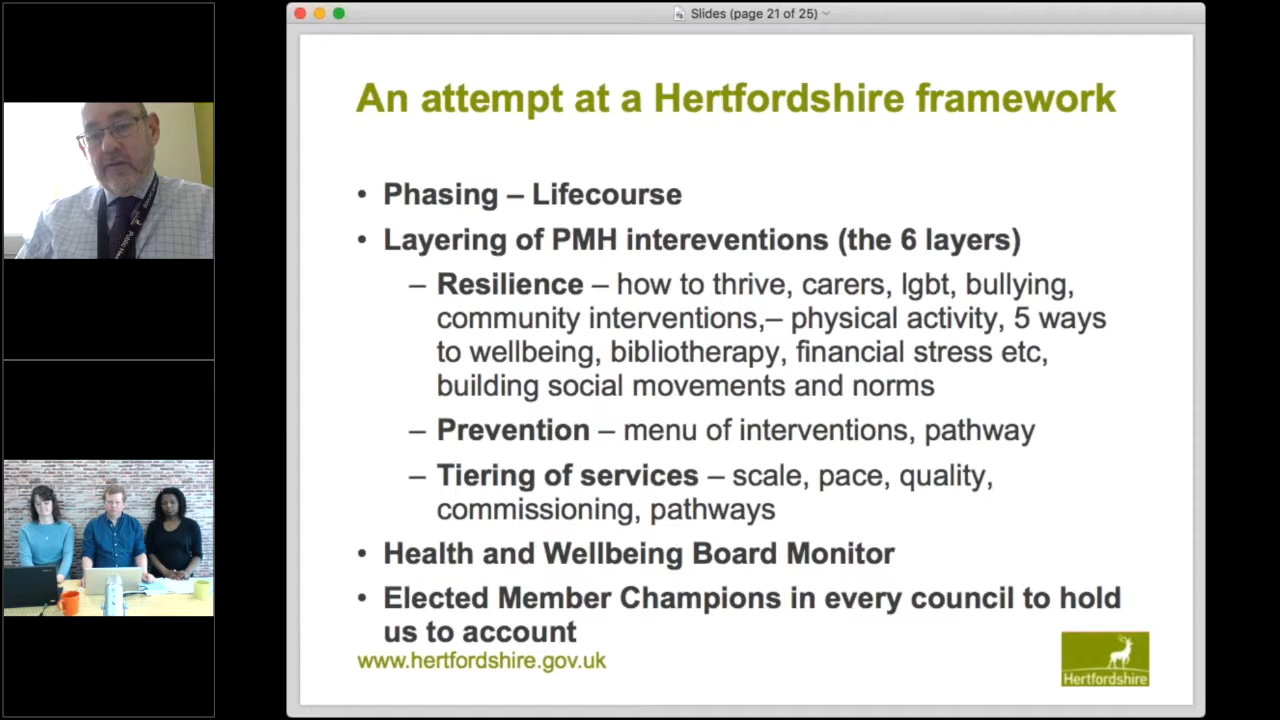 Slides (page 21 of 25)
An attempt at a Hertfordshire framework
• Phasing – Lifecourse
• Layering of PMH intereventions (the 6 layers)
– Resilience – how to thrive, carers, lgbt, bullying,
community interventions,– physical activity, 5 ways
to wellbeing, bibliotherapy, financial stress etc,
building social movements and norms
– Prevention – menu of interventions, pathway
– Tiering of services – scale, pace, quality,
commissioning, pathways
• Health and Wellbeing Board Monitor
• Elected Member Champions in every council to hold
us to account
www.hertfordshire.gov.uk
Hertfordshire